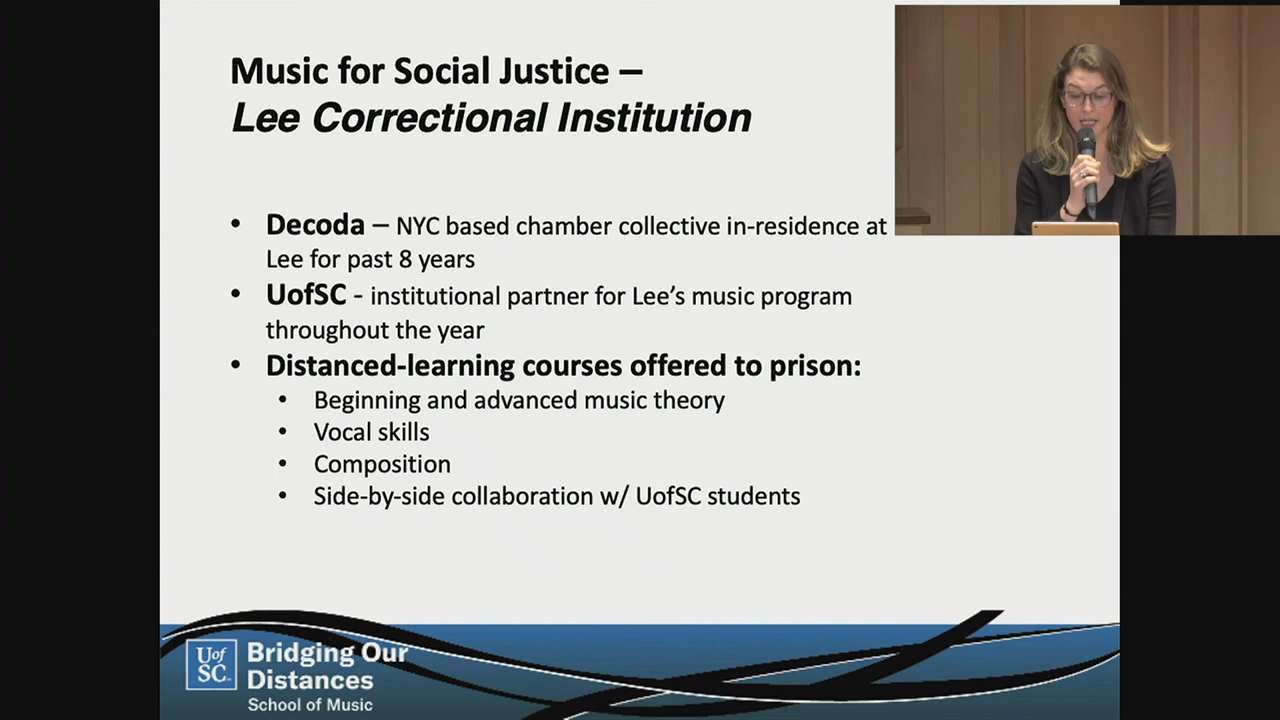 Music for Social Justice –
Lee Correctional Institution
• Decoda – NYC based chamber collective in-residence at
Lee for past 8 years
• UofSC - institutional partner for Lee's music program
throughout the year
• Distanced-learning courses offered to prison:
• Beginning and advanced music theory
• Vocal skills
• Composition
• Side-by-side collaboration w/ UofSC students
UofSC
Bridging Our
Distances
School of Music